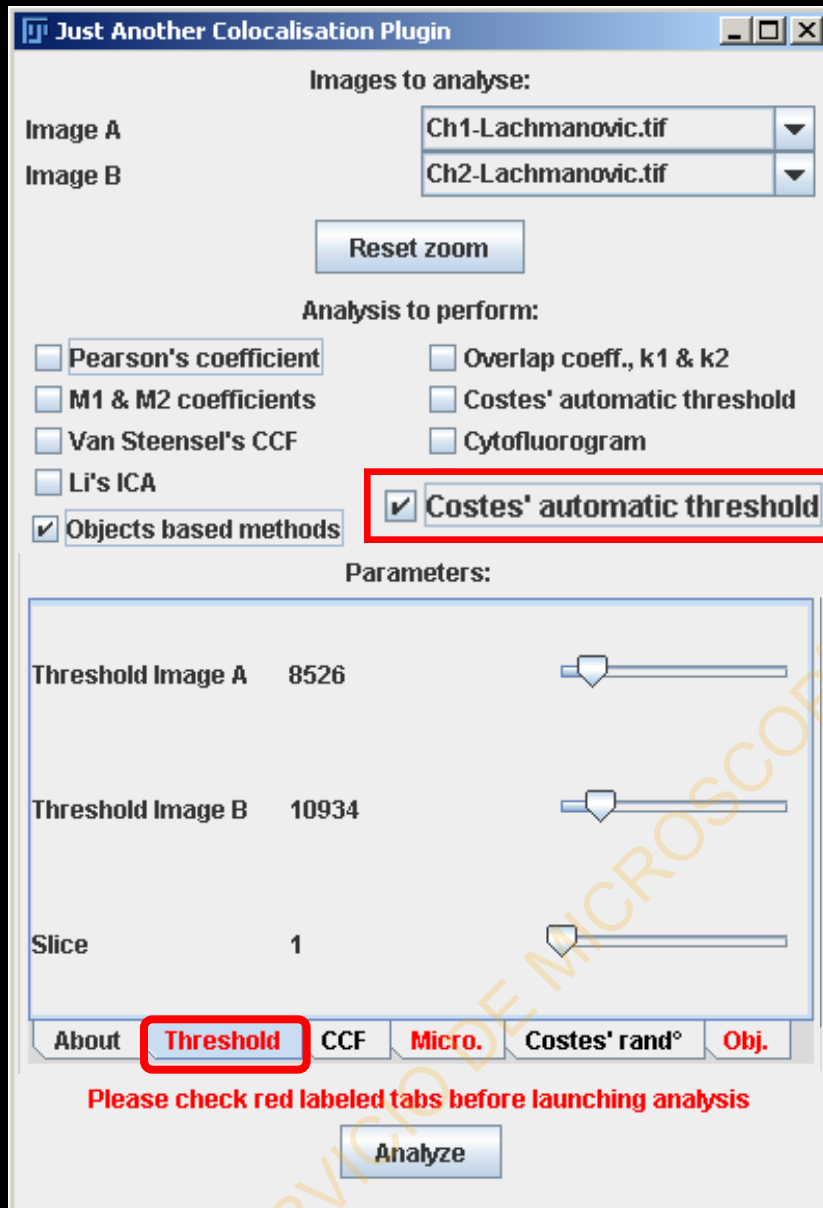 Just Another Colocalisation Plugin
Images to analyse:
Image A Ch1-Lachmanovic.tif
Image B Ch2-Lachmanovic.tif
Reset zoom
Analysis to perform:
Pearson's coefficient Overlap coeff., k1 & k2
M1 & M2 coefficients Costes' automatic threshold
Van Steensel's CCF Cytofluorogram
Li's ICA
Costes' automatic threshold
Objects based methods
Parameters:
Threshold Image A 8526
Threshold Image B 10934
Slice 1
About Threshold CCF Micro. Costes' rand° Obj.
Please check red labeled tabs before launching analysis
Analyze
DE